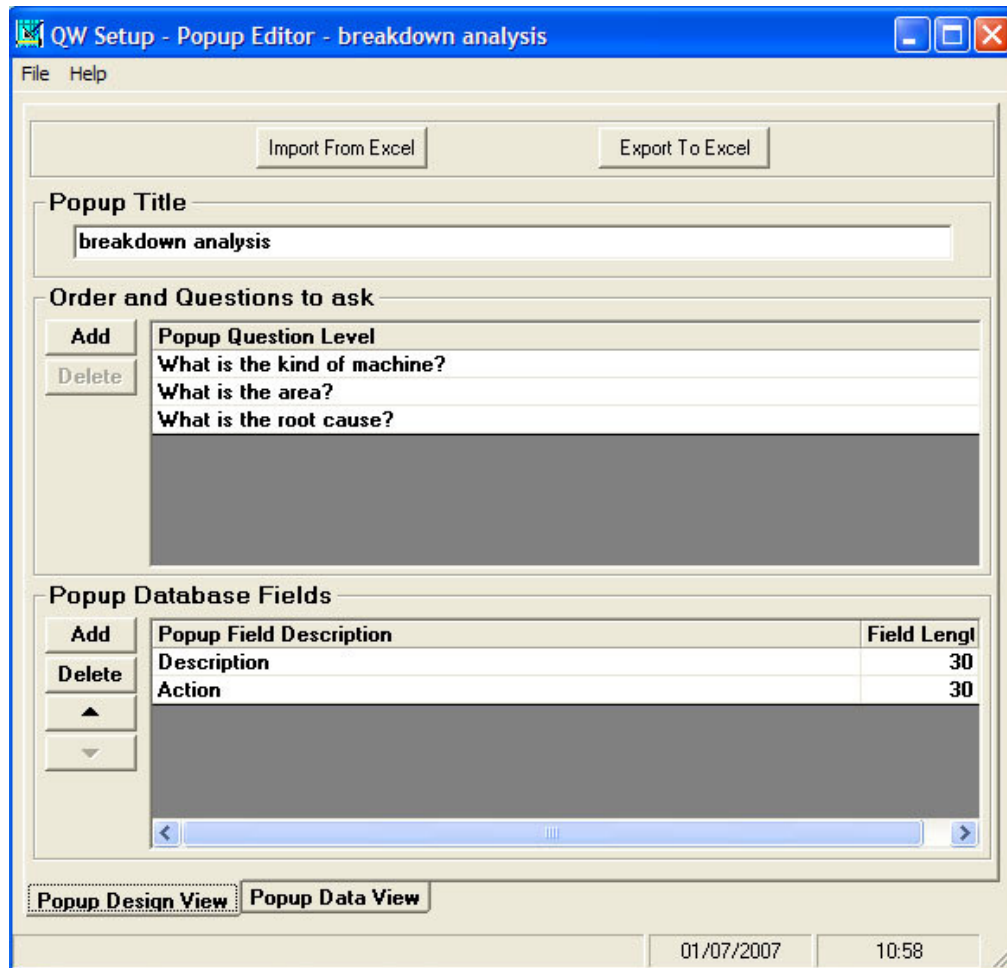 QW Setup - Popup Editor - breakdown analysis
File Help
Import From Excel Export To Excel
Popup Title
breakdown analysis
Order and Questions to ask
Add
Delete
Popup Question Level
What is the kind of machine?
What is the area?
What is the root cause?
Popup Database Fields
Add
Delete
Popup Field Description Field Lengt
Description 30
Action 30
Popup Design View Popup Data View
01/07/2007 10:58